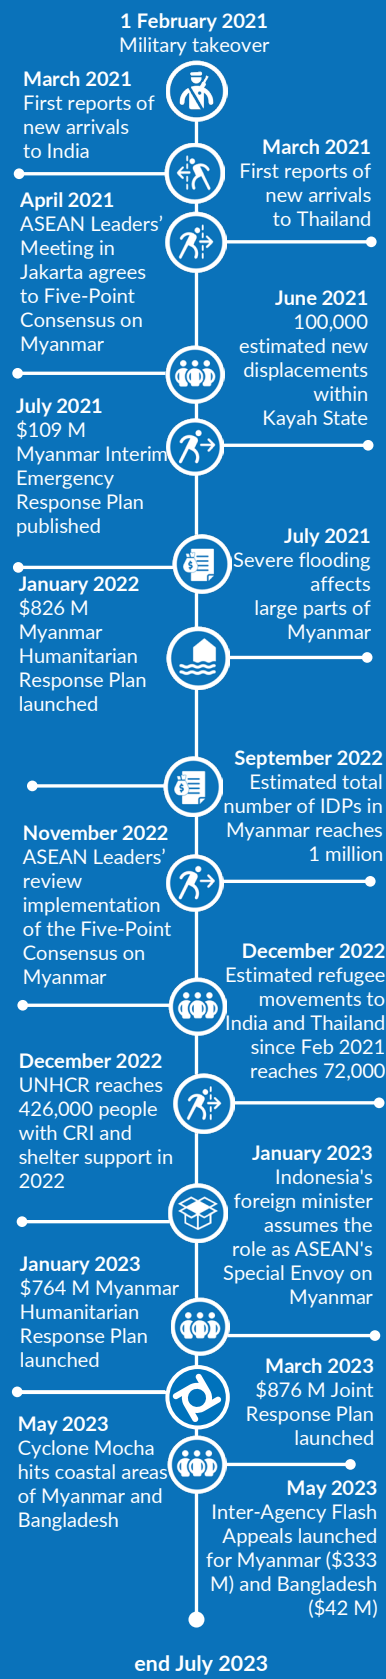 1 February 2021
Military takeover
March 2021
First reports of
new arrivals
to India
March 2021
First reports of
new arrivals
to Thailand
April 2021
ASEAN Leaders’
Meeting in
Jakarta agrees
to Five-Point
Consensus on
Myanmar
June 2021
100,000
estimated new
displacements
within
Kayah State
July 2021
$109 M
Myanmar Interim
Emergency
Response Plan
published
July 2021
Severe flooding
affects
large parts of
Myanmar
January 2022
$826 M
Myanmar
Humanitarian
Response Plan
launched
September 2022
Estimated total
number of IDPs in
Myanmar reaches
1 million
November 2022
ASEAN Leaders’
review
implementation
of the Five-Point
Consensus on
Myanmar
December 2022
Estimated refugee
movements to
India and Thailand
since Feb 2021
reaches 72,000
December 2022
UNHCR reaches
426,000 people
with CRI and
shelter support in
2022
January 2023
Indonesia's
foreign minister
assumes the
role as ASEAN's
Special Envoy on
Myanmar
January 2023
$764 M Myanmar
Humanitarian
Response Plan
launched
March 2023
$876 M Joint
Response Plan
launched
May 2023
Cyclone Mocha
hits coastal areas
of Myanmar and
Bangladesh
May 2023
Inter-Agency Flash
Appeals launched
for Myanmar ($333
M) and Bangladesh
($42 M)
end July 2023